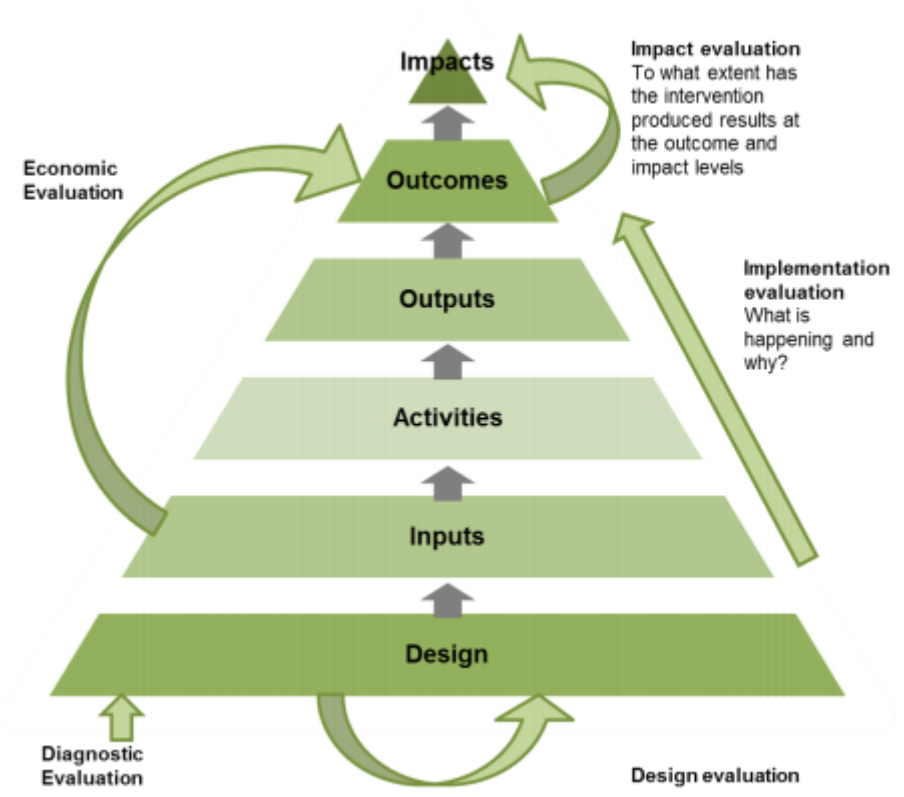 Impacts
Impact evaluation
To what extent has
the intervention
produced results at
the outcome and
impact levels
Economic
Evaluation
Outcomes
Implementation
evaluation
What is
happening and
why?
Outputs
Activities
Inputs
Design
Diagnostic
Evaluation
Design evaluation